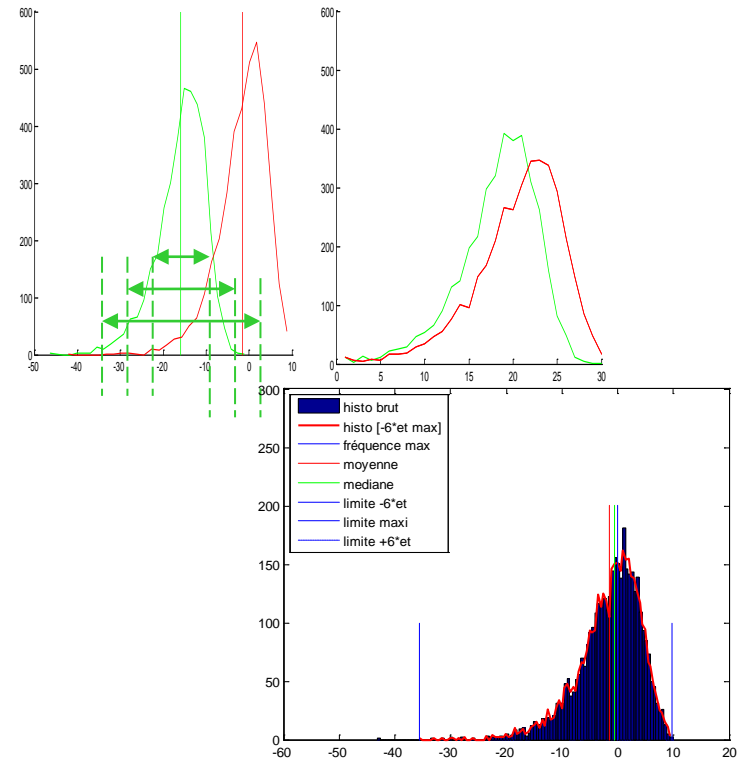 600
500
400
300
200
100
0
-50 -40 -30 -20 -10 0 10
600
500
400
300
200
100
0
0 5 10 15 20 25 30
300
250
200
150
100
50
0
-60 -50 -40 -30 -20 -10 0 10 20
histo brut
histo [-6*et max]
fréquence max
moyenne
mediane
limite -6*et
limite maxi
limite +6*et